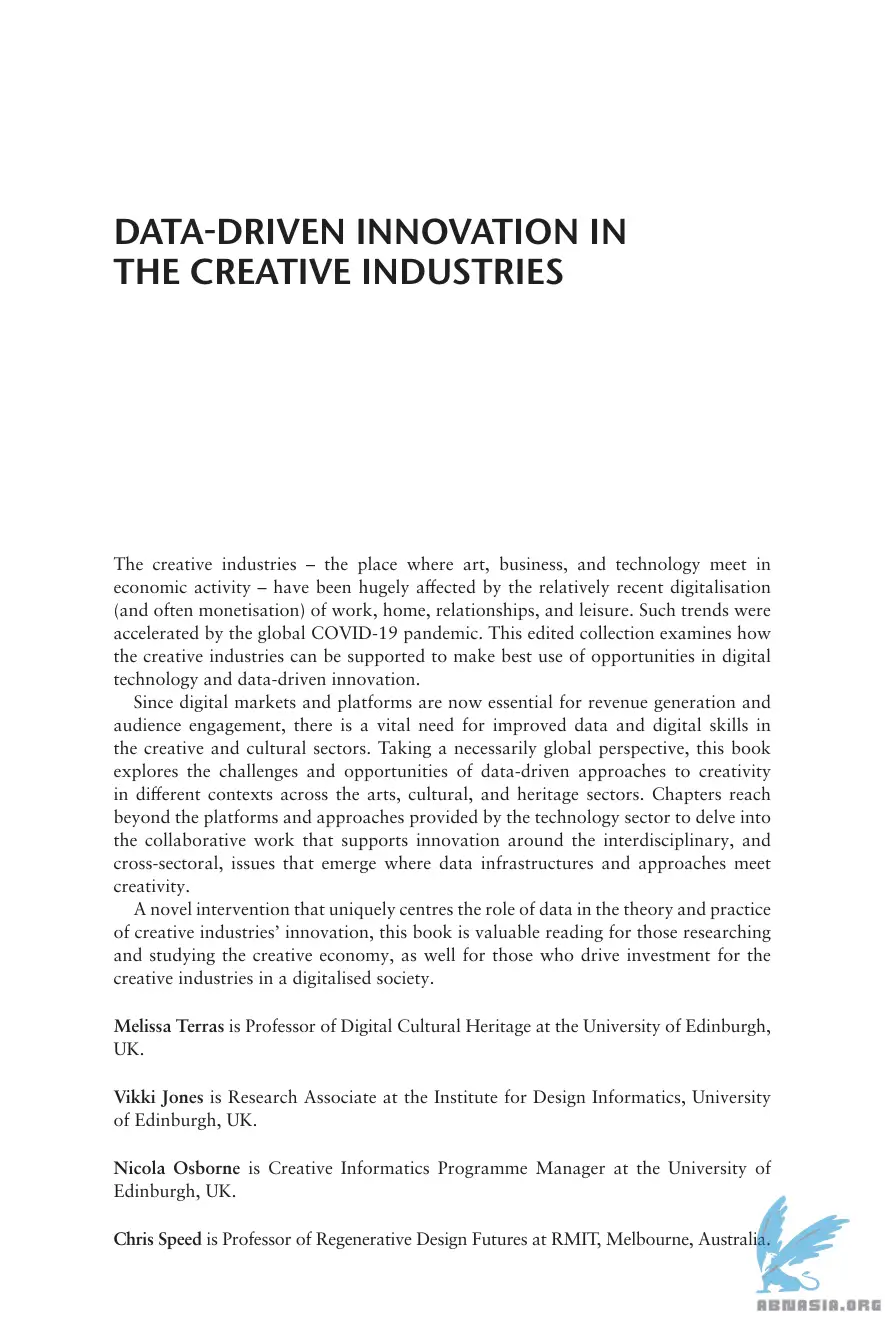 DATA-DRIVEN INNOVATION IN
THE CREATIVE INDUSTRIES
The creative industries – the place where art, business, and technology meet in
economic activity – have been hugely affected by the relatively recent digitalisation
(and often monetisation) of work, home, relationships, and leisure. Such trends were
accelerated by the global COVID-19 pandemic. This edited collection examines how
the creative industries can be supported to make best use of opportunities in digital
technology and data-driven innovation.
Since digital markets and platforms are now essential for revenue generation and
audience engagement, there is a vital need for improved data and digital skills in
the creative and cultural sectors. Taking a necessarily global perspective, this book
explores the challenges and opportunities of data-driven approaches to creativity
in different contexts across the arts, cultural, and heritage sectors. Chapters reach
beyond the platforms and approaches provided by the technology sector to delve into
the collaborative work that supports innovation around the interdisciplinary, and
cross-sectoral, issues that emerge where data infrastructures and approaches meet
creativity.
A novel intervention that uniquely centres the role of data in the theory and practice
of creative industries’ innovation, this book is valuable reading for those researching
and studying the creative economy, as well for those who drive investment for the
creative industries in a digitalised society.
Melissa Terras is Professor of Digital Cultural Heritage at the University of Edinburgh,
UK.
Vikki Jones is Research Associate at the Institute for Design Informatics, University
of Edinburgh, UK.
Nicola Osborne is Creative Informatics Programme Manager at the University of
Edinburgh, UK.
Chris Speed is Professor of Regenerative Design Futures at RMIT, Melbourne, Australia.
ABNASIA.ORG